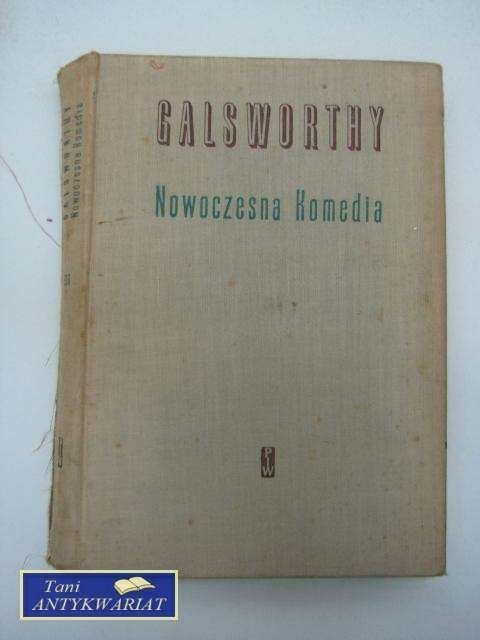 GALSWORTHY
Nowoczesna Komedia
GALSWORTHY
Nowoczesna Komedia
PIW
Tani
ANTYKWARIAT